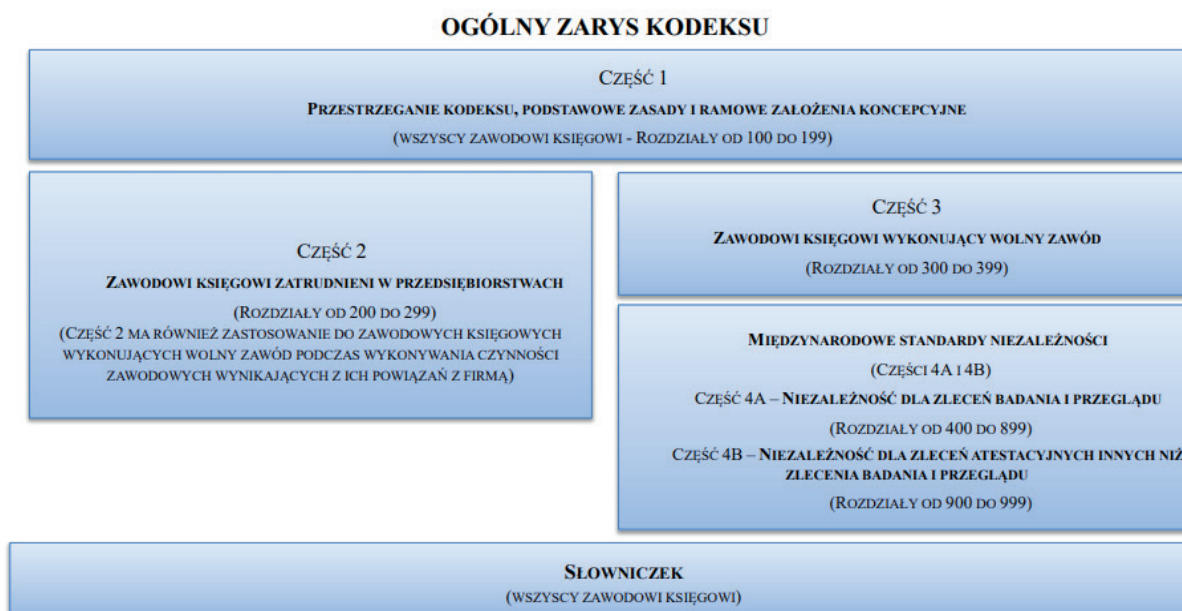 OGÓLNY ZARYS KODEKSU
CZĘŚĆ 1
PRZESTRZEGANIE KODEKSU, PODSTAWOWE ZASADY I RAMOWE ZAŁOŻENIA KONCEPCYJNE
(WSZYSCY ZAWODOWI KSIĘGOWI - ROZDZIAŁY OD 100 DO 199)
CZĘŚĆ 2
ZAWODOWI KSIĘGOWI ZATRUDNIENI W PRZEDSIĘBIORSTWACH
(ROZDZIAŁY OD 200 DO 299)
(CZĘŚĆ 2 MA RÓWNIEŻ ZASTOSOWANIE DO ZAWODOWYCH KSIĘGOWYCH
WYKONUJĄCYCH WOLNY ZAWÓD PODCZAS WYKONYWANIA CZYNNOŚCI
ZAWODOWYCH WYNIKAJĄCYCH Z ICH POWIĄZAŃ Z FIRMĄ)
CZĘŚĆ 3
ZAWODOWI KSIĘGOWI WYKONUJĄCY WOLNY ZAWÓD
(ROZDZIAŁY OD 300 DO 399)
MIĘDZYNARODOWE STANDARDY NIEZALEŻNOŚCI
(CZĘŚCI 4A I 4B)
CZĘŚĆ 4A – NIEZALEŻNOŚĆ DLA ZLECEŃ BADANIA I PRZEGLĄDU
(ROZDZIAŁY OD 400 DO 899)
CZĘŚĆ 4B – NIEZALEŻNOŚĆ DLA ZLECEŃ ATESTACYJNYCH INNYCH NIŻ
ZLECENIA BADANIA I PRZEGLĄDU
(ROZDZIAŁY OD 900 DO 999)
SŁOWNICZEK
(WSZYSCY ZAWODOWI KSIĘGOWI)